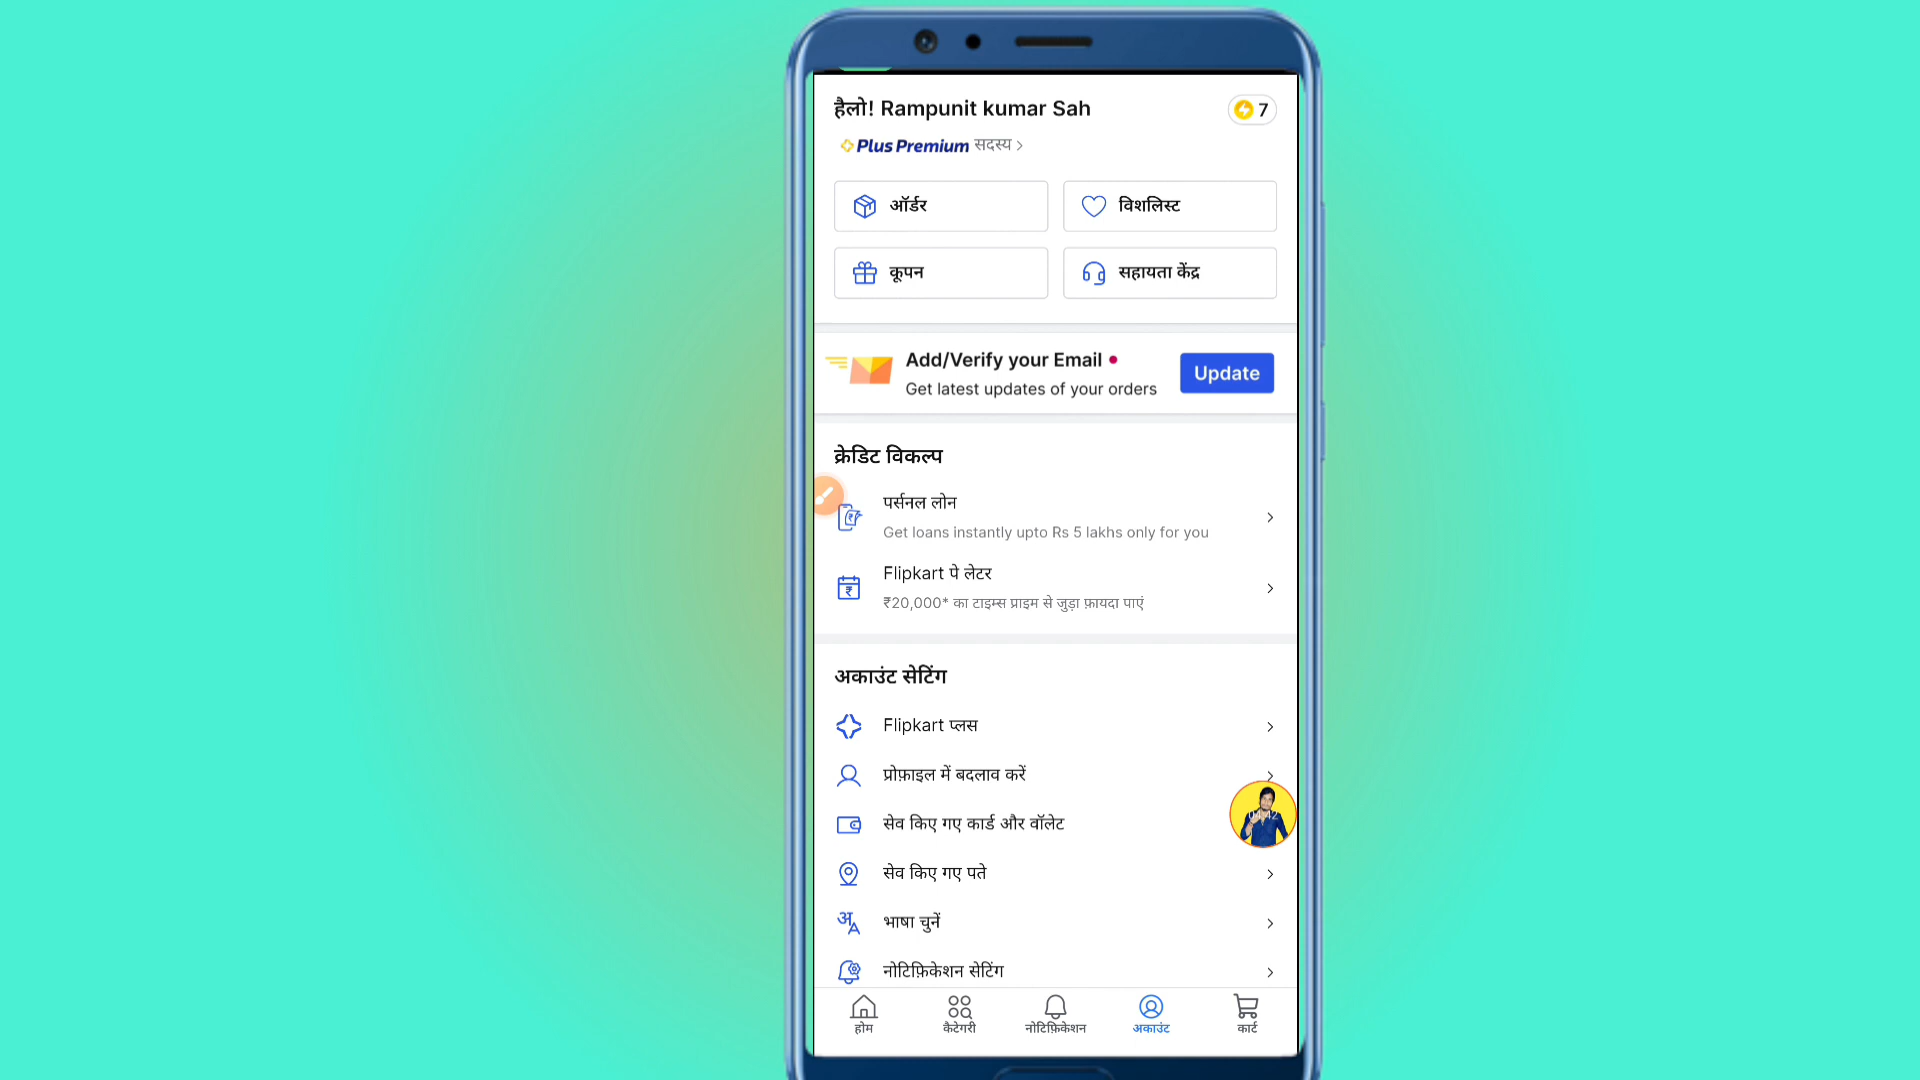 हैलो! Rampunit kumar Sah
7
Plus Premium सदस्य
ऑर्डर
विशलिस्ट
कूपन
सहायता केंद्र
Add/Verify your Email
Get latest updates of your orders
Update
क्रेडिट विकल्प
पर्सनल लोन
Get loans instantly upto Rs 5 lakhs only for you
Flipkart पे लेटर
₹20,000* का टाइम्स प्राइम से जुड़ा फ़ायदा पाएं
अकाउंट सेटिंग
Flipkart प्लस
प्रोफ़ाइल में बदलाव करें
सेव किए गए कार्ड और वॉलेट
सेव किए गए पते
भाषा चुनें
नोटिफ़िकेशन सेटिंग
होम
कैटेगरी
नोटिफ़िकेशन
अकाउंट
कार्ट